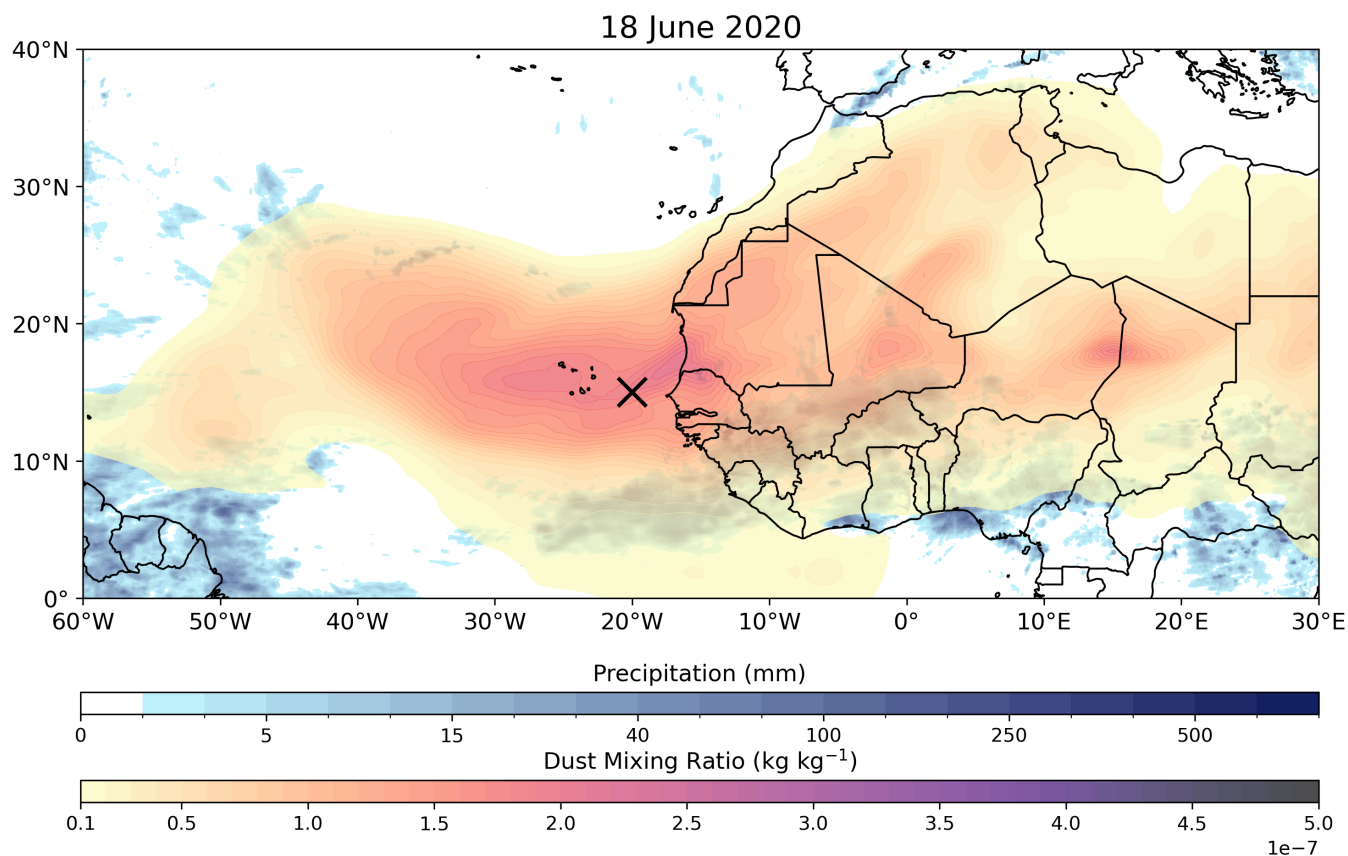 18 June 2020
40°N
30°N
20°N
10°N
0°
60°W 50°W 40°W 30°W 20°W 10°W 0° 10°E 20°E 30°E
Precipitation (mm)
0 5 15 40 100 250 500
Dust Mixing Ratio (kg kg⁻¹)
0.1 0.5 1.0 1.5 2.0 2.5 3.0 3.5 4.0 4.5 5.0
1e−7